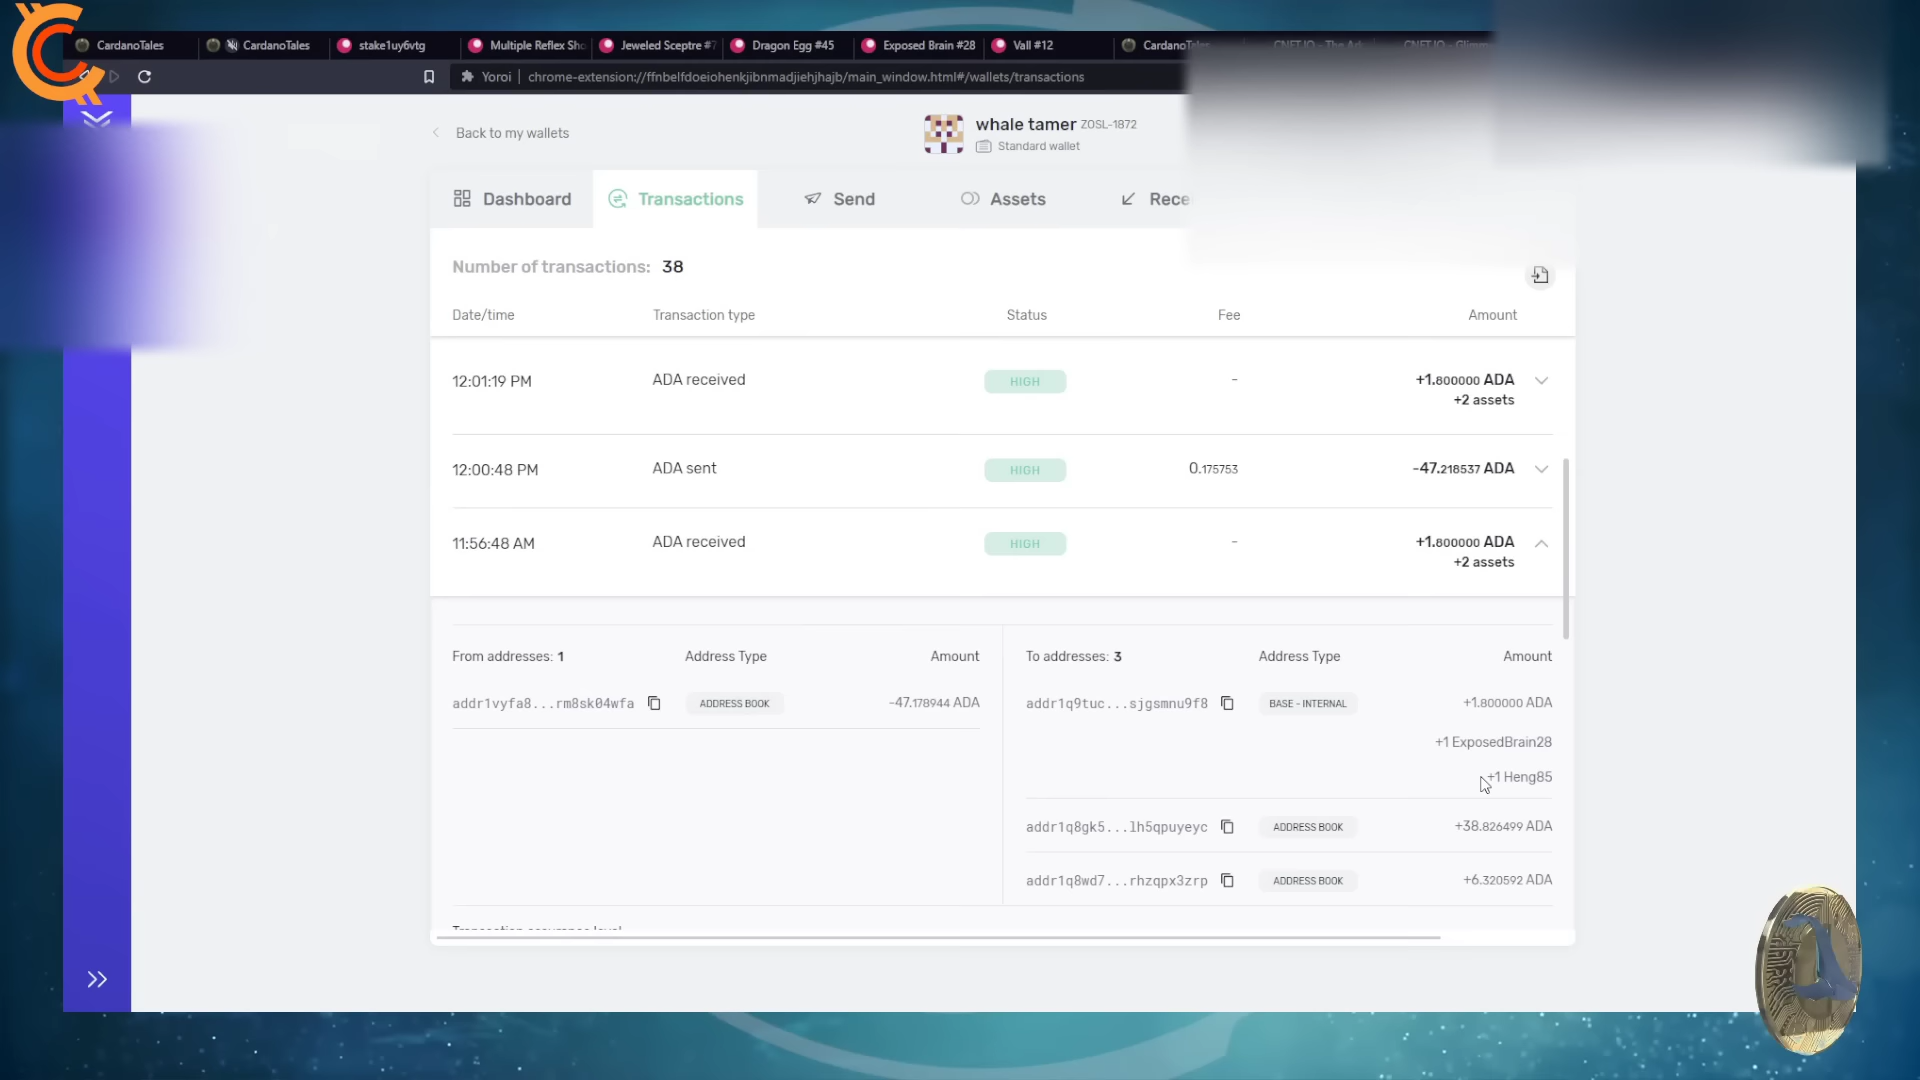 CardanoTales
CardanoTales
stake1uy6vtg
Multiple Reflex Sho
Jeweled Sceptre #7
Dragon Egg #45
Exposed Brain #28
Vall #12
Yoroi
chrome-extension://ffnbelfdoeiohenkjibnmadjiehjhajb/main_window.html#/wallets/transactions
Back to my wallets
whale tamer ZOSL-1872
Standard wallet
Dashboard
Transactions
Send
Assets
Rece
Number of transactions: 38
Date/time Transaction type Status Fee Amount
12:01:19 PM ADA received HIGH - +1.800000 ADA
+2 assets
12:00:48 PM ADA sent HIGH 0.175753 -47.218537 ADA
11:56:48 AM ADA received HIGH - +1.800000 ADA
+2 assets
From addresses: 1 Address Type Amount
addr1vyfa8...rm8sk04wfa ADDRESS BOOK -47.178944 ADA
To addresses: 3 Address Type Amount
addr1q9tuc...sjgsmnu9f8 BASE - INTERNAL +1.800000 ADA
+1 ExposedBrain28
+1 Heng85
addr1q8gk5...lh5qpuyeyc ADDRESS BOOK +38.826499 ADA
addr1q8wd7...rhzqpx3zrp ADDRESS BOOK +6.320592 ADA
Transaction assurance level